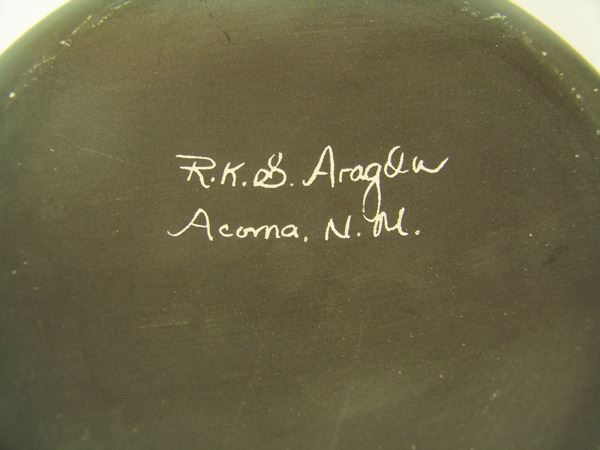 R.K.S. Aragon
Acoma, N.M.